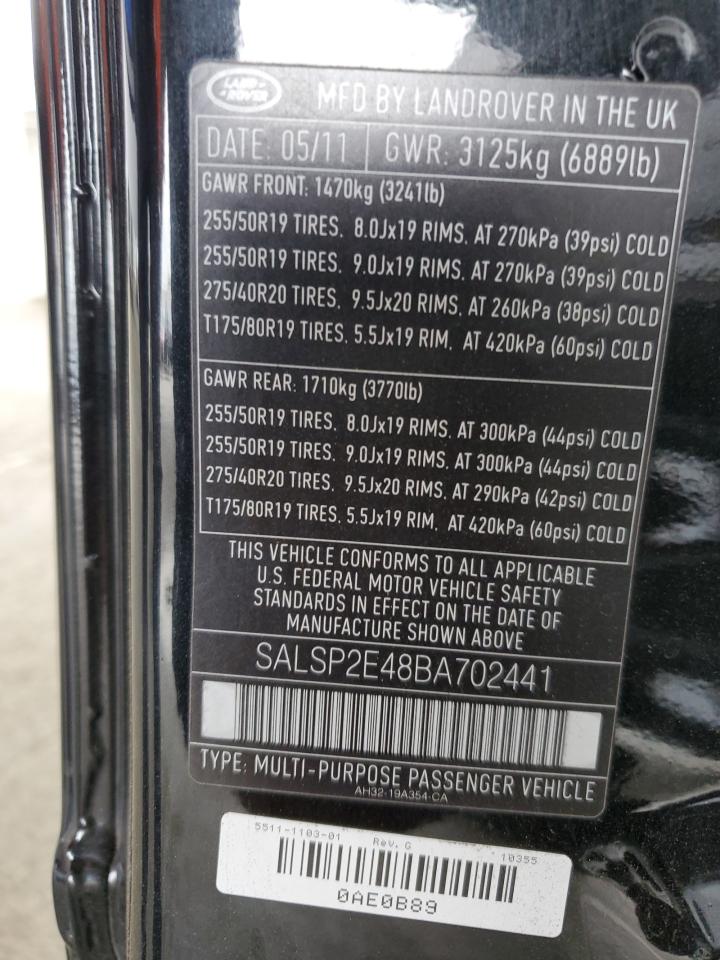 LAND ROVER
MFD BY LANDROVER IN THE UK
DATE: 05/11 GWR: 3125kg (6889lb)
GAWR FRONT: 1470kg (3241lb)
255/50R19 TIRES. 8.0Jx19 RIMS. AT 270kPa (39psi) COLD
255/50R19 TIRES. 9.0Jx19 RIMS. AT 270kPa (39psi) COLD
275/40R20 TIRES. 9.5Jx20 RIMS. AT 260kPa (38psi) COLD
T175/80R19 TIRES. 5.5Jx19 RIM. AT 420kPa (60psi) COLD
GAWR REAR: 1710kg (3770lb)
255/50R19 TIRES. 8.0Jx19 RIMS. AT 300kPa (44psi) COLD
255/50R19 TIRES. 9.0Jx19 RIMS. AT 300kPa (44psi) COLD
275/40R20 TIRES. 9.5Jx20 RIMS. AT 290kPa (42psi) COLD
T175/80R19 TIRES. 5.5Jx19 RIM. AT 420kPa (60psi) COLD
THIS VEHICLE CONFORMS TO ALL APPLICABLE
U.S. FEDERAL MOTOR VEHICLE SAFETY
STANDARDS IN EFFECT ON THE DATE OF
MANUFACTURE SHOWN ABOVE
SALSP2E48BA702441
TYPE: MULTI-PURPOSE PASSENGER VEHICLE
AH32-19A354-CA
5511-1103-01 Rev. G 10355
0AE0B89